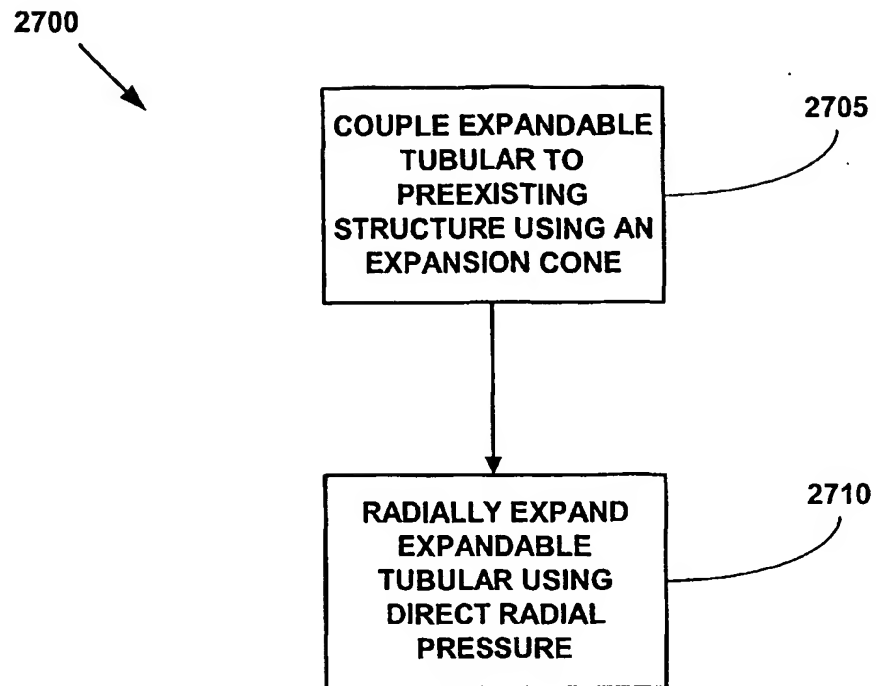 2700
COUPLE EXPANDABLE
TUBULAR TO
PREEXISTING
STRUCTURE USING AN
EXPANSION CONE
2705
RADIALLY EXPAND
EXPANDABLE
TUBULAR USING
DIRECT RADIAL
PRESSURE
2710